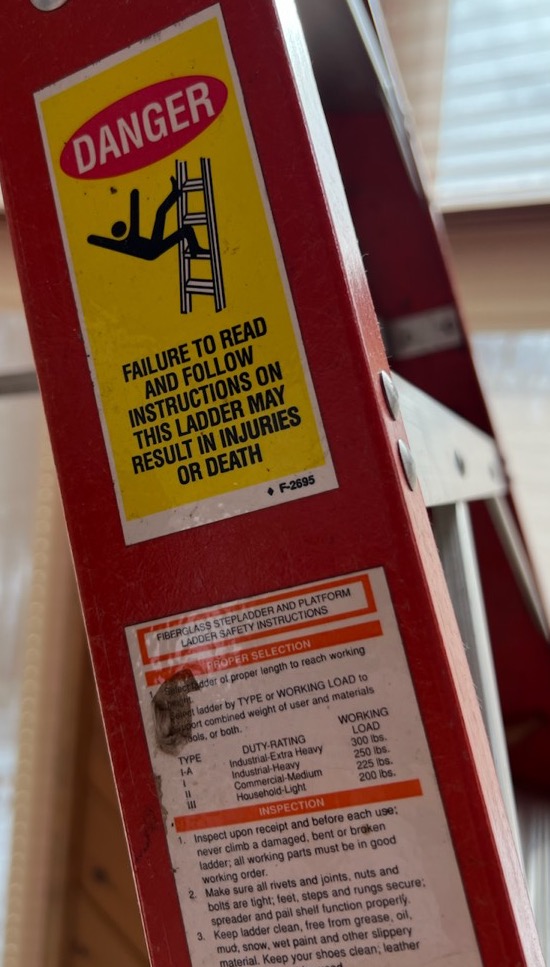 DANGER
FAILURE TO READ
AND FOLLOW
INSTRUCTIONS ON
THIS LADDER MAY
RESULT IN INJURIES
OR DEATH
♦ F-2695
FIBERGLASS STEPLADDER AND PLATFORM
LADDER SAFETY INSTRUCTIONS
PROPER SELECTION
ladder of proper length to reach working
ladder by TYPE or WORKING LOAD to
combined weight of user and materials
or both.
TYPE DUTY-RATING WORKING LOAD
I-A Industrial-Extra Heavy 300 lbs.
I Industrial-Heavy 250 lbs.
II Commercial-Medium 225 lbs.
III Household-Light 200 lbs.
INSPECTION
1. Inspect upon receipt and before each use;
never climb a damaged, bent or broken
ladder; all working parts must be in good
working order.
2. Make sure all rivets and joints, nuts and
bolts are tight; feet, steps and rungs secure;
spreader and pail shelf function properly.
3. Keep ladder clean, free from grease, oil,
mud, snow, wet paint and other slippery
material. Keep your shoes clean; leather